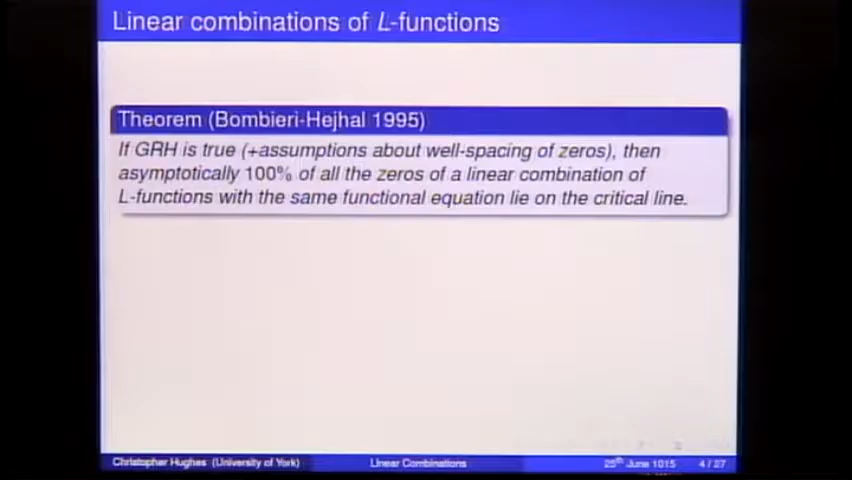 Linear combinations of L-functions
Theorem (Bombieri-Hejhal 1995)
If GRH is true (+assumptions about well-spacing of zeros), then
asymptotically 100% of all the zeros of a linear combination of
L-functions with the same functional equation lie on the critical line.
Christopher Hughes (University of York) Linear Combinations 25th June 1015 4 / 27